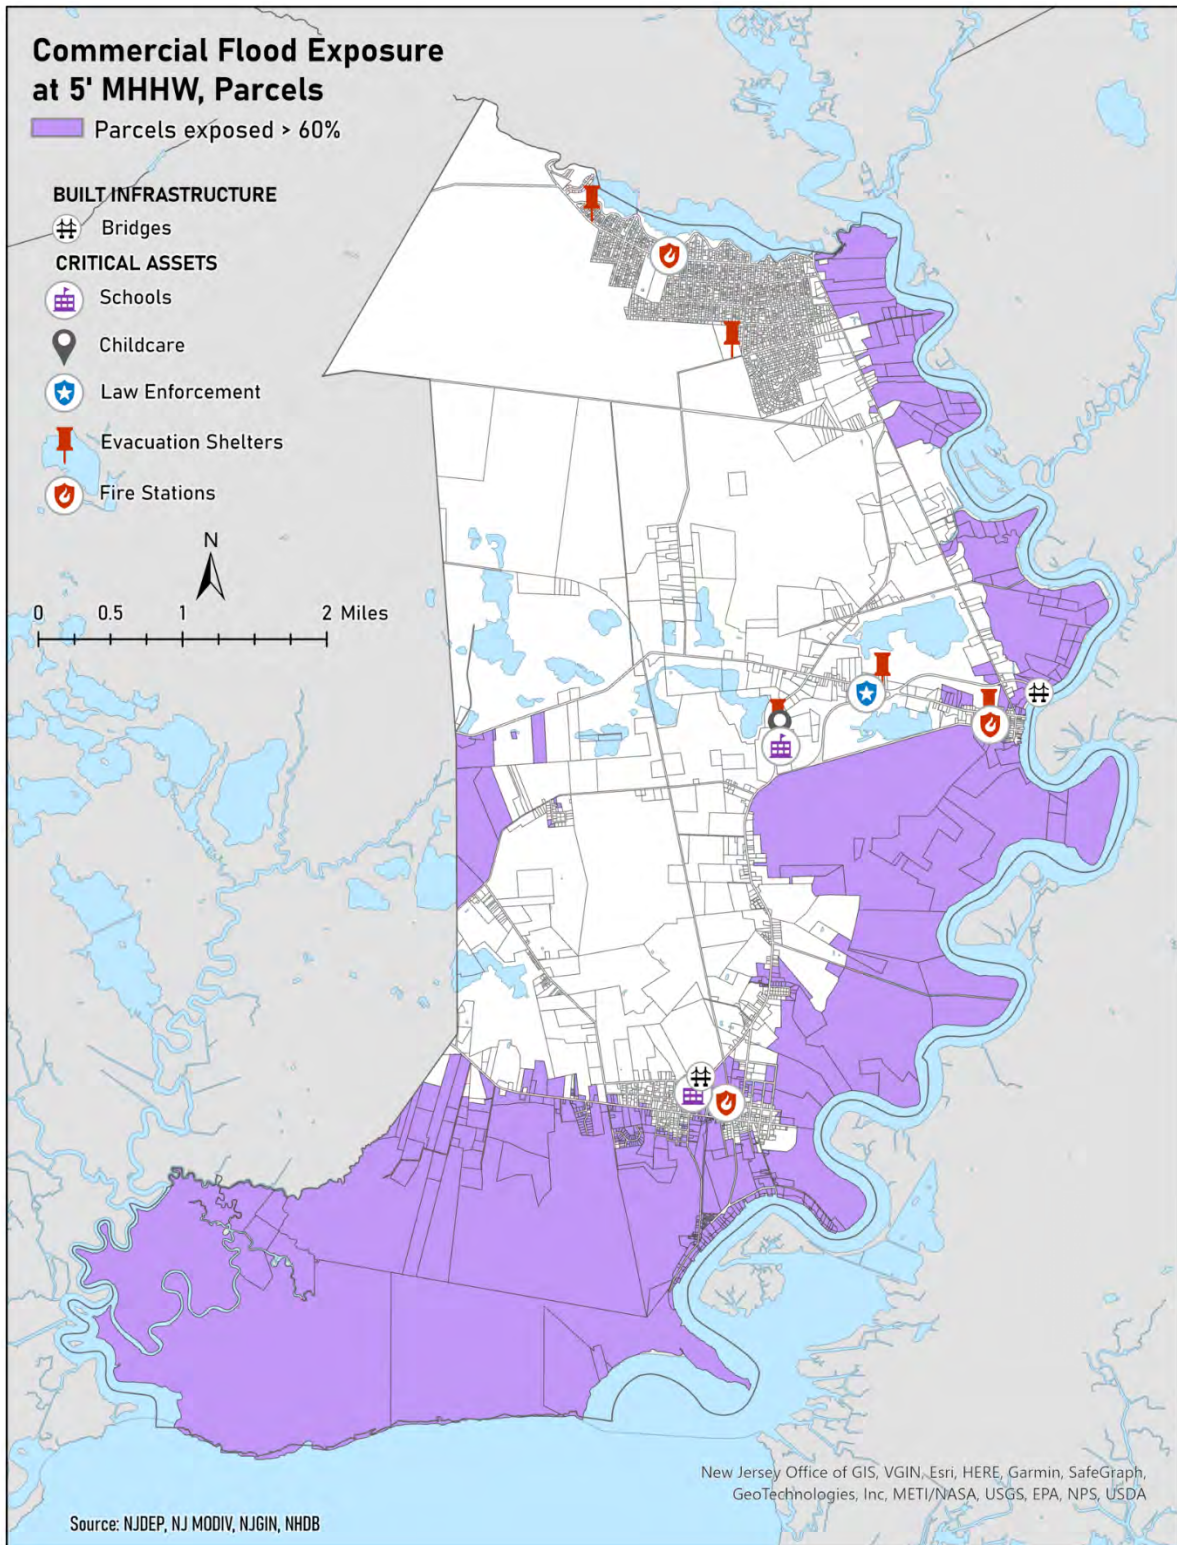 Commercial Flood Exposure
at 5' MHHW, Parcels
Parcels exposed > 60%
BUILT INFRASTRUCTURE
Bridges
CRITICAL ASSETS
Schools
Childcare
Law Enforcement
Evacuation Shelters
Fire Stations
N
0 0.5 1 2 Miles
New Jersey Office of GIS, VGIN, Esri, HERE, Garmin, SafeGraph,
GeoTechnologies, Inc, METI/NASA, USGS, EPA, NPS, USDA
Source: NJDEP, NJ MODIV, NJGIN, NHDB